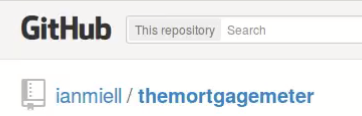 GitHub This repository Search
ianmiell / themortgagemeter